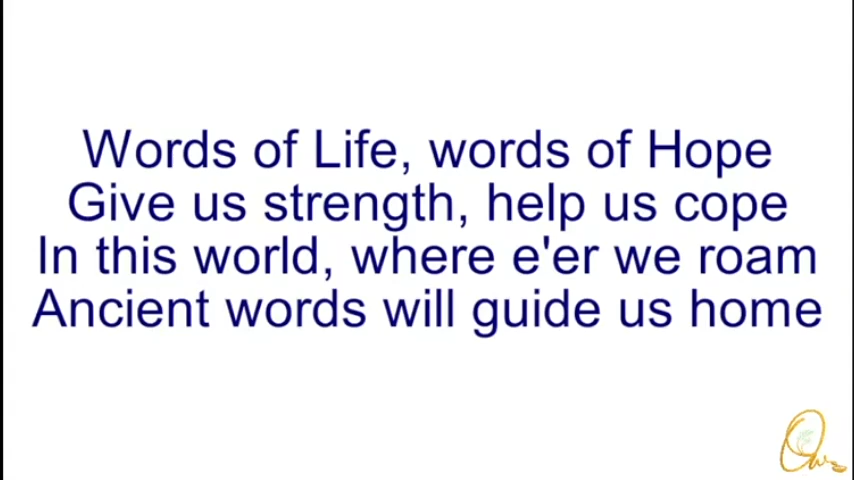 Words of Life, words of Hope
Give us strength, help us cope
In this world, where e'er we roam
Ancient words will guide us home